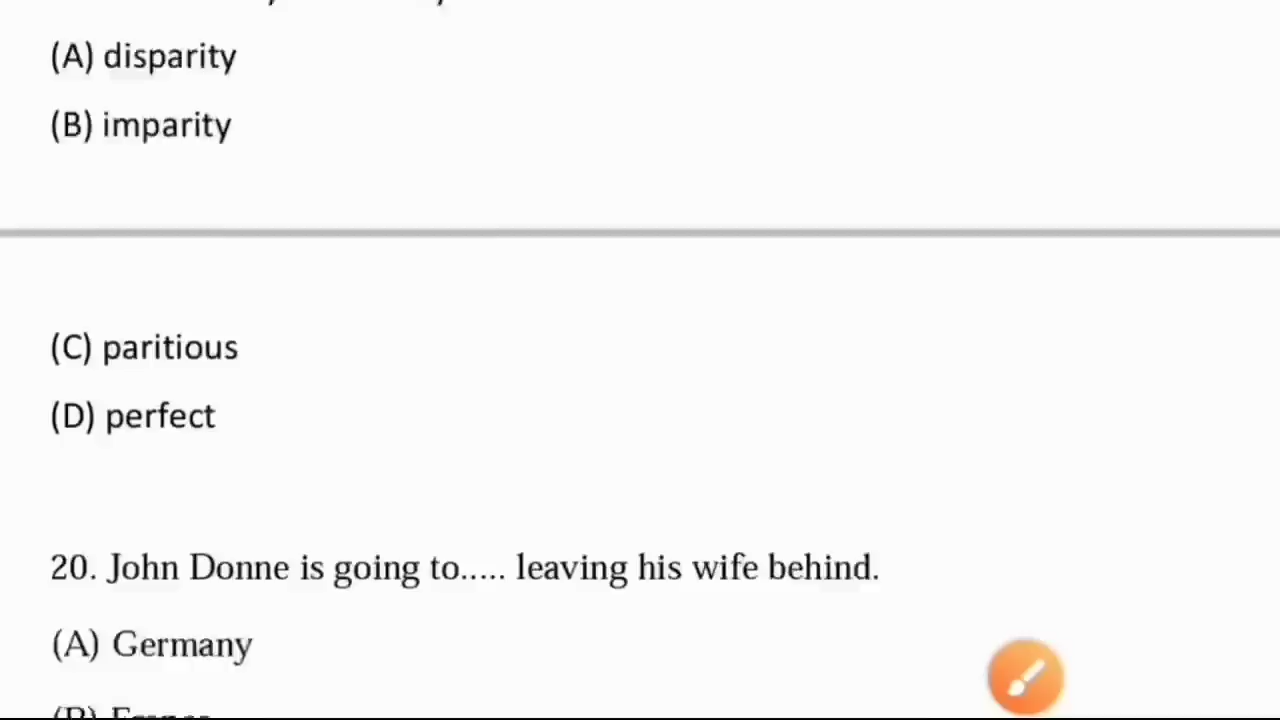 (A) disparity
(B) imparity
(C) paritious
(D) perfect
20. John Donne is going to..... leaving his wife behind.
(A) Germany